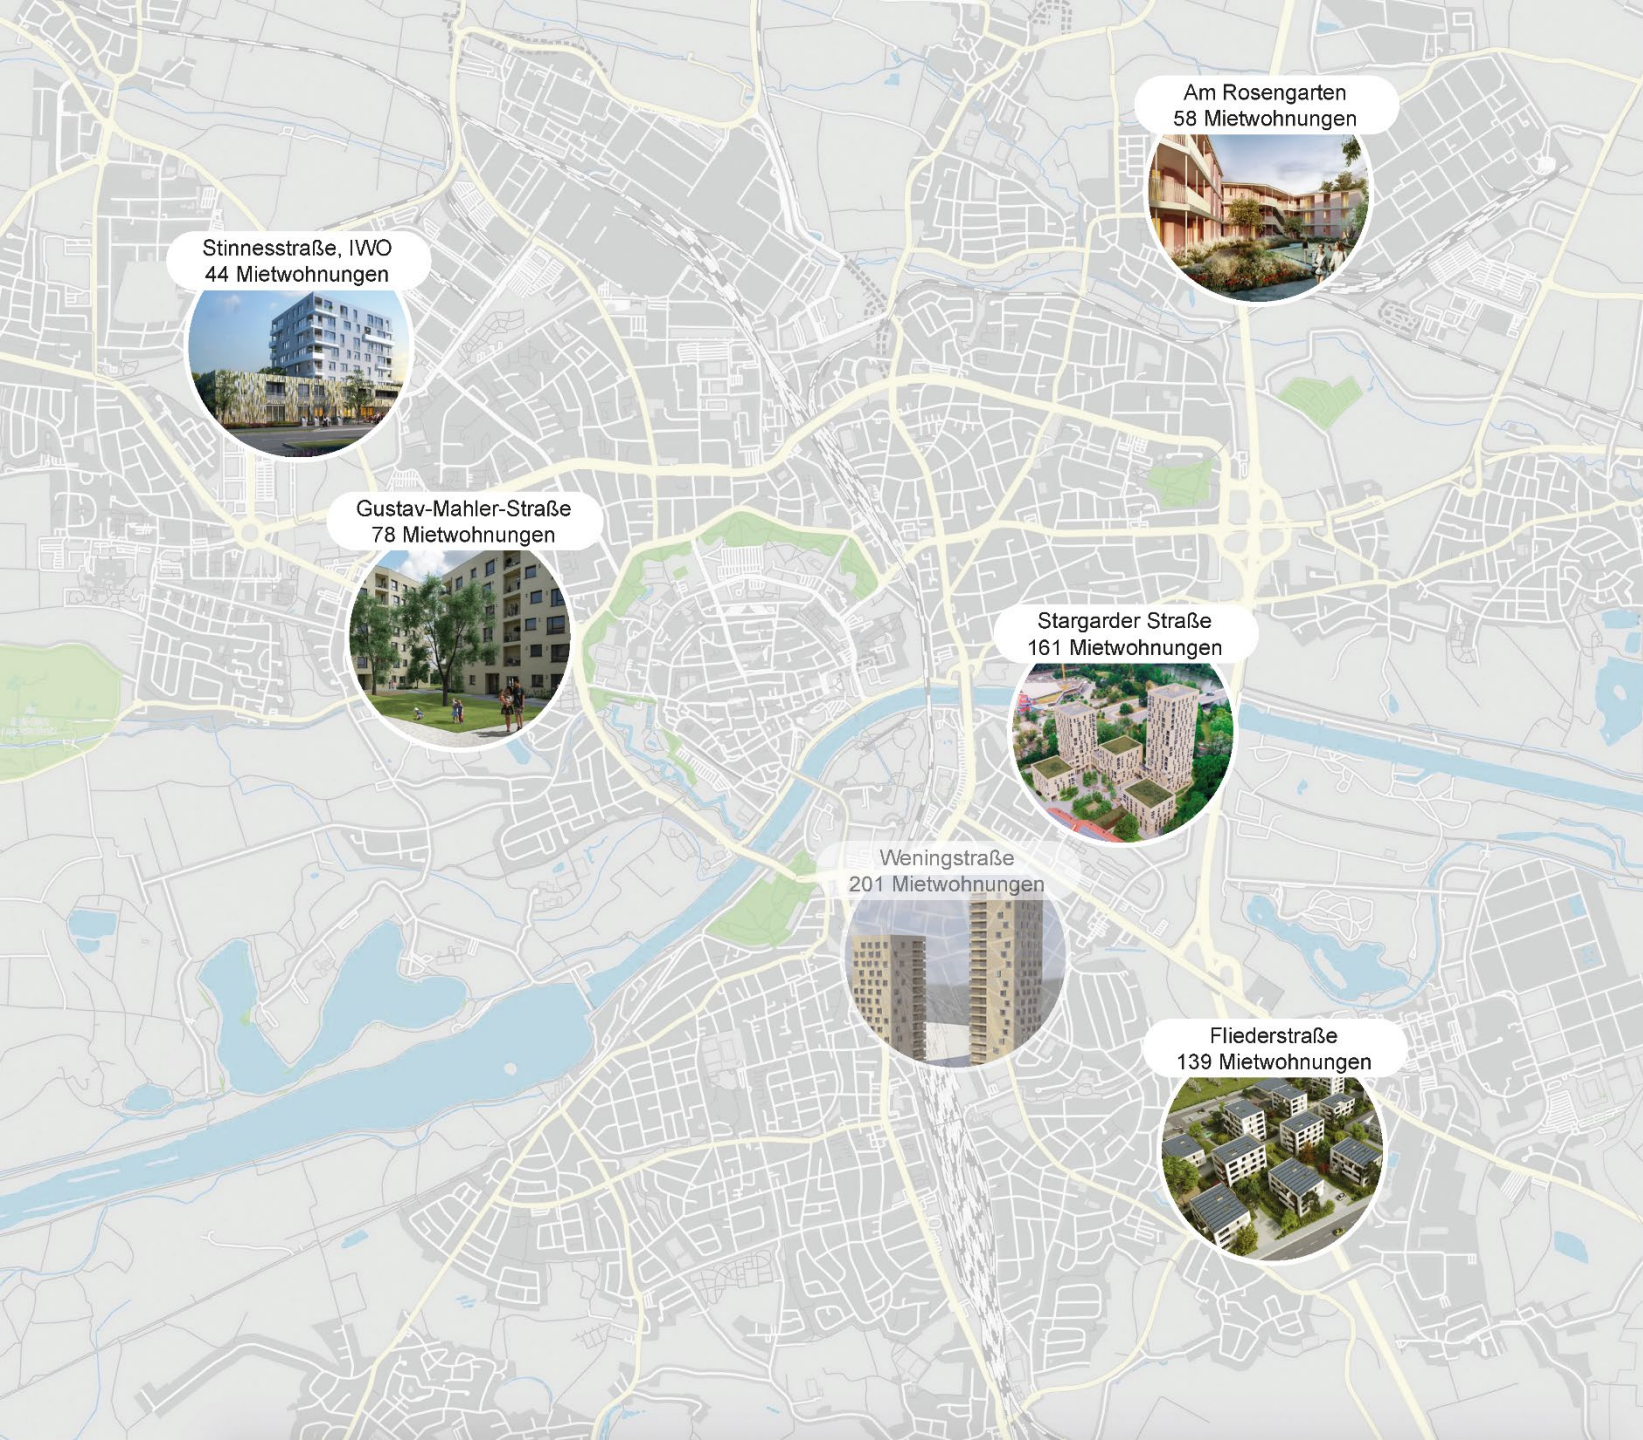 Am Rosengarten
58 Mietwohnungen
Stinnesstraße, IWO
44 Mietwohnungen
Gustav-Mahler-Straße
78 Mietwohnungen
Stargarder Straße
161 Mietwohnungen
Weningstraße
201 Mietwohnungen
Fliederstraße
139 Mietwohnungen